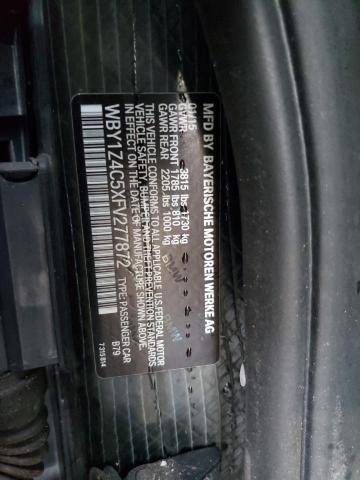 MFD BY BAYERISCHE MOTOREN WERKE AG
04/15
GVWR 3815 lbs 1730 kg
GAWR FRONT 1785 lbs 810 kg
GAWR REAR 2205 lbs 1000 kg
THIS VEHICLE CONFORMS TO ALL APPLICABLE U.S. FEDERAL MOTOR
VEHICLE SAFETY, BUMPER, AND THEFT PREVENTION STANDARDS
IN EFFECT ON THE DATE OF MANUFACTURE SHOWN ABOVE.
WBY1Z4C5XFV277872 TYPE: PASSENGER CAR
B79
7 315 814